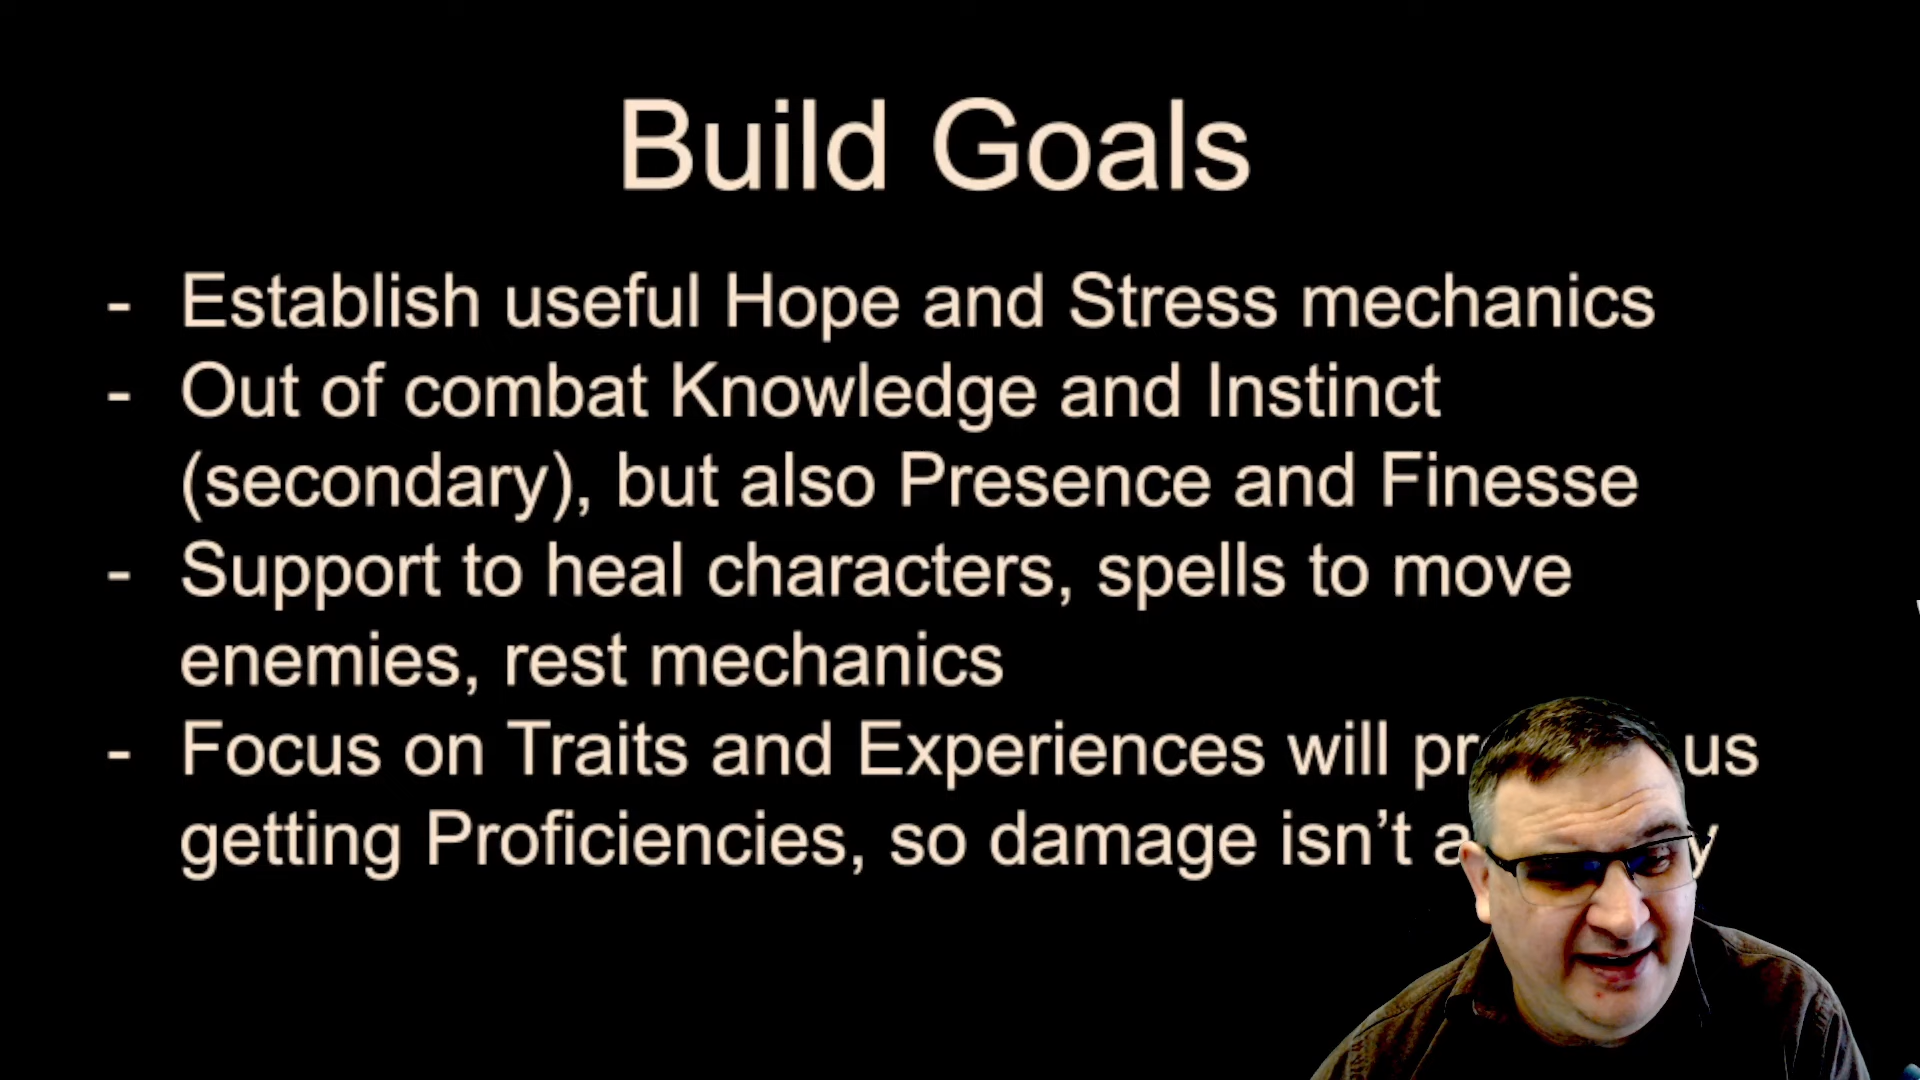 Build Goals
- Establish useful Hope and Stress mechanics
- Out of combat Knowledge and Instinct
(secondary), but also Presence and Finesse
- Support to heal characters, spells to move
enemies, rest mechanics
- Focus on Traits and Experiences will us
getting Proficiencies, so damage isn’t